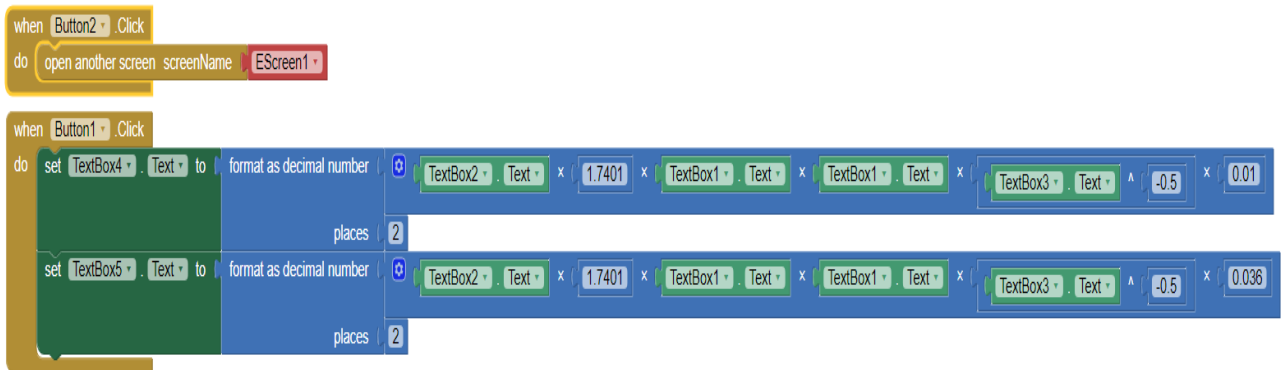 when Button2 .Click
do open another screen screenName EScreen1
when Button1 .Click
do set TextBox4 . Text to format as decimal number TextBox2 . Text × 1.7401 × TextBox1 . Text × TextBox1 . Text × TextBox3 . Text ^ -0.5 × 0.01
places 2
set TextBox5 . Text to format as decimal number TextBox2 . Text × 1.7401 × TextBox1 . Text × TextBox1 . Text × TextBox3 . Text ^ -0.5 × 0.036
places 2